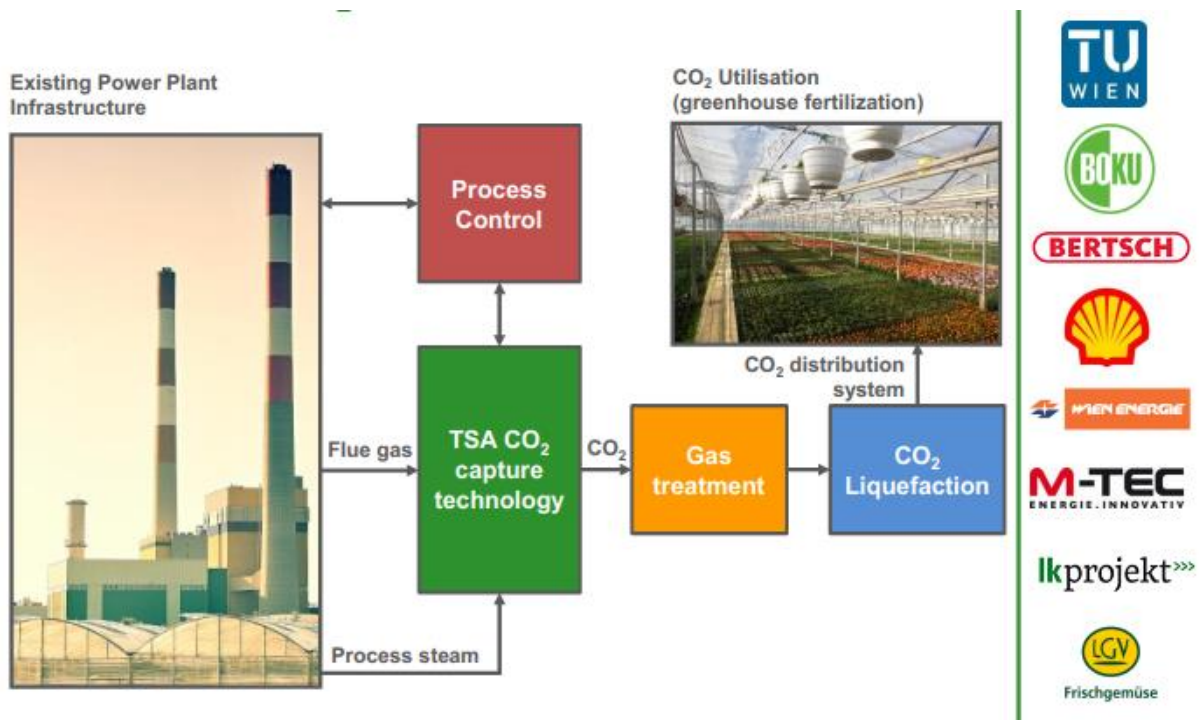 Existing Power Plant
Infrastructure
Process
Control
Flue gas
TSA CO₂
capture
technology
Process steam
CO₂
Gas
treatment
CO₂
Liquefaction
CO₂ distribution
system
CO₂ Utilisation
(greenhouse fertilization)
TU
WIEN
BOKU
BERTSCH
WIEN ENERGIE
M-TEC
ENERGIE.INNOVATIV
lkprojekt>>>
LGV
Frischgemüse